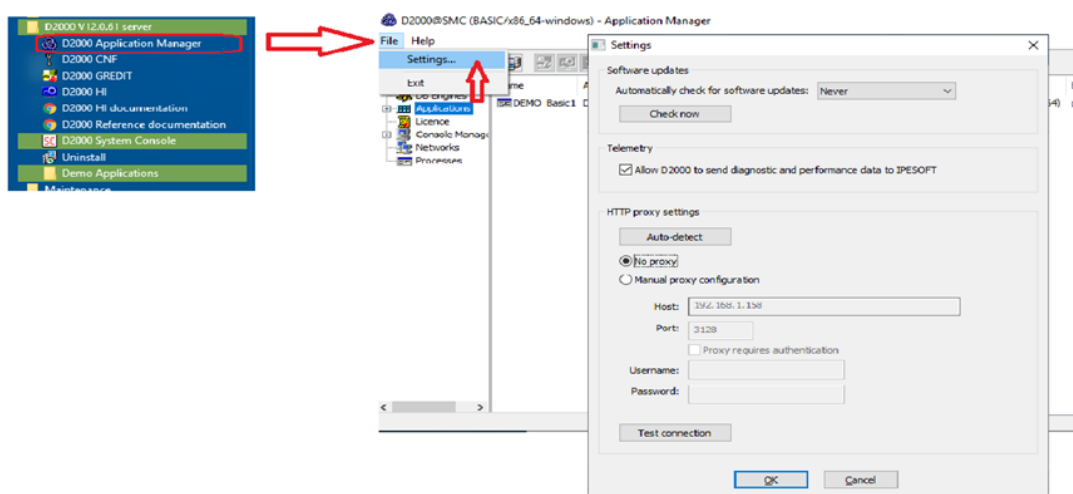 D2000 V12.0.61 server
D2000 Application Manager
D2000 CNF
D2000 GREDIT
D2000 HI
D2000 HI documentation
D2000 Reference documentation
D2000 System Console
Uninstall
Demo Applications
Maintenance
D2000@SMC (BASIC/x86_64-windows) - Application Manager
File Help
Settings...
Exit
DB Engines
Applications
Licence
Console Manage
Networks
Processes
DEMO Basic1
Settings
Software updates
Automatically check for software updates: Never
Check now
Telemetry
Allow D2000 to send diagnostic and performance data to IPESOFT
HTTP proxy settings
Auto-detect
No proxy
Manual proxy configuration
Host: 192.168.1.158
Port: 3128
Proxy requires authentication
Username:
Password:
Test connection
OK Cancel